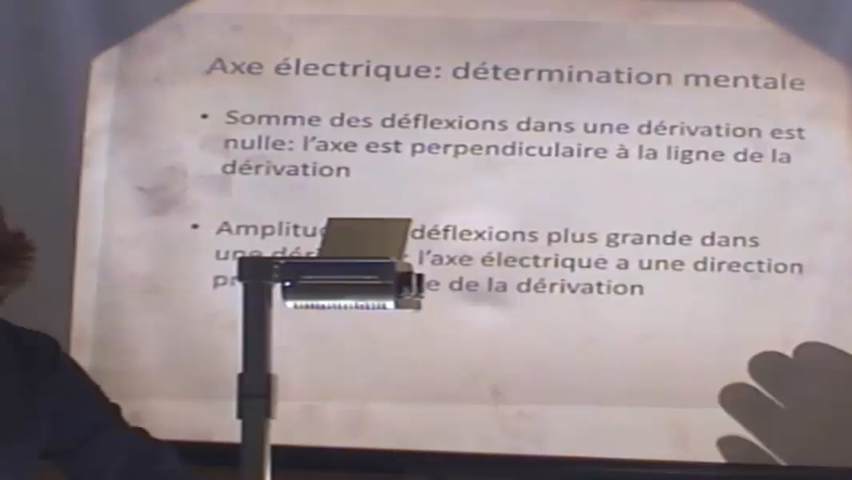 Axe électrique: détermination mentale
• Somme des déflexions dans une dérivation est
nulle: l'axe est perpendiculaire à la ligne de la
dérivation
• déflexions plus grande dans
une l'axe électrique a une direction
de la dérivation